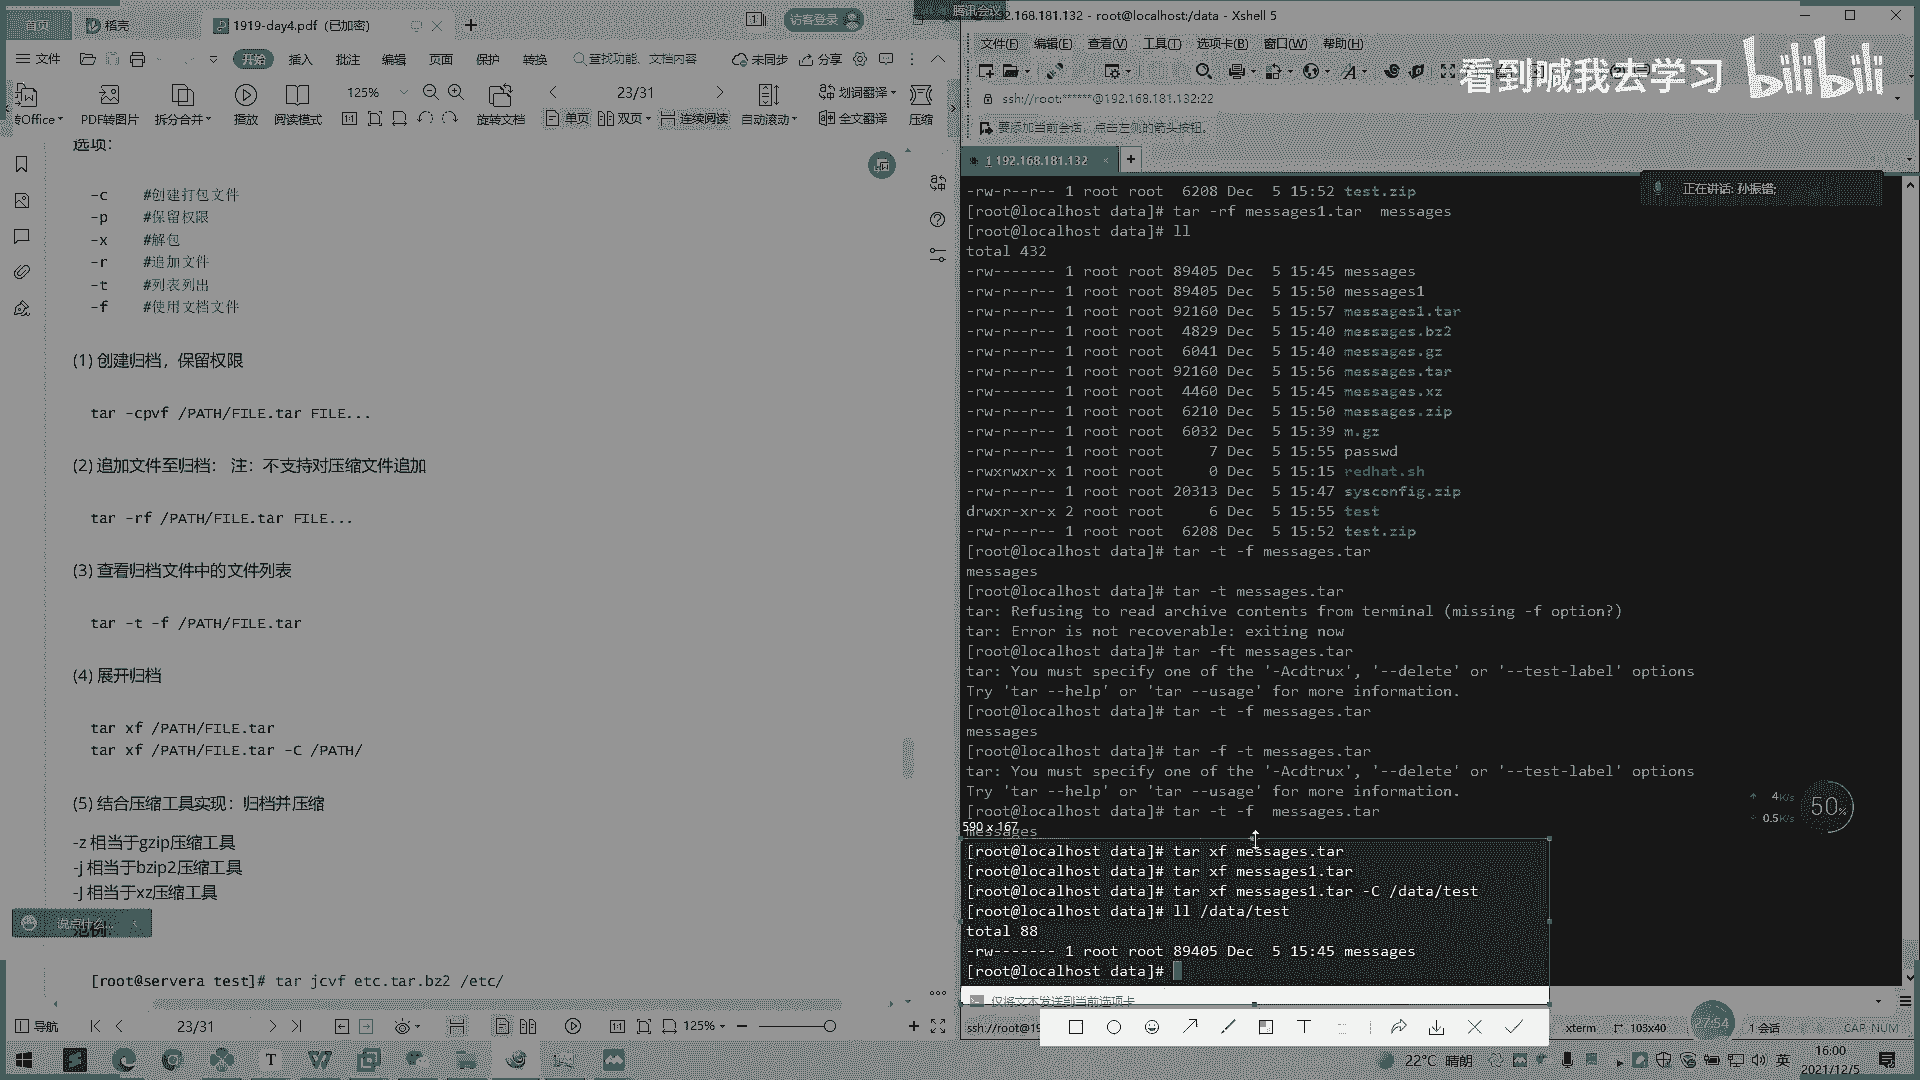 首页
稻壳
1919-day4.pdf (已加密)
访客登录
腾讯会议
文件
开始
插入
批注
编辑
页面
保护
转换
查找功能、文档内容
未同步
分享
125%
23/31
划词翻译
转Office
PDF转图片
拆分合并
播放
阅读模式
旋转文档
单页
双页
连续阅读
自动滚动
全文翻译
压缩
选项:
-c #创建打包文件
-p #保留权限
-x #解包
-r #追加文件
-t #列表列出
-f #使用文档文件
(1) 创建归档，保留权限
tar -cpvf /PATH/FILE.tar FILE...
(2) 追加文件至归档： 注：不支持对压缩文件追加
tar -rf /PATH/FILE.tar FILE...
(3) 查看归档文件中的文件列表
tar -t -f /PATH/FILE.tar
(4) 展开归档
tar xf /PATH/FILE.tar
tar xf /PATH/FILE.tar -C /PATH/
(5) 结合压缩工具实现：归档并压缩
-z 相当于gzip压缩工具
-j 相当于bzip2压缩工具
-J 相当于xz压缩工具
说点什么...
[root@servera test]# tar jcvf etc.tar.bz2 /etc/
导航
23/31
125%
192.168.181.132 - root@localhost:/data - Xshell 5
文件(F)
编辑(E)
查看(V)
工具(T)
选项卡(B)
窗口(W)
帮助(H)
看到喊我去学习
bilibili
ssh://root:******@192.168.181.132:22
要添加当前会话，点击左侧的箭头按钮。
1 192.168.181.132
正在讲话: 孙振锴;
-rw-r--r-- 1 root root  6208 Dec  5 15:52 test.zip
[root@localhost data]# tar -rf messages1.tar  messages
[root@localhost data]# ll
total 432
-rw------- 1 root root 89405 Dec  5 15:45 messages
-rw-r--r-- 1 root root 89405 Dec  5 15:50 messages1
-rw-r--r-- 1 root root 92160 Dec  5 15:57 messages1.tar
-rw-r--r-- 1 root root  4829 Dec  5 15:40 messages.bz2
-rw-r--r-- 1 root root  6041 Dec  5 15:40 messages.gz
-rw-r--r-- 1 root root 92160 Dec  5 15:56 messages.tar
-rw------- 1 root root  4460 Dec  5 15:45 messages.xz
-rw-r--r-- 1 root root  6210 Dec  5 15:50 messages.zip
-rw-r--r-- 1 root root  6032 Dec  5 15:39 m.gz
-rw-r--r-- 1 root root     7 Dec  5 15:55 passwd
-rwxrwxr-x 1 root root     0 Dec  5 15:15 redhat.sh
-rw-r--r-- 1 root root 20313 Dec  5 15:47 sysconfig.zip
drwxr-xr-x 2 root root     6 Dec  5 15:55 test
-rw-r--r-- 1 root root  6208 Dec  5 15:52 test.zip
[root@localhost data]# tar -t -f messages.tar
messages
[root@localhost data]# tar -t messages.tar
tar: Refusing to read archive contents from terminal (missing -f option?)
tar: Error is not recoverable: exiting now
[root@localhost data]# tar -ft messages.tar
tar: You must specify one of the '-Acdtrux', '--delete' or '--test-label' options
Try 'tar --help' or 'tar --usage' for more information.
[root@localhost data]# tar -t -f messages.tar
messages
[root@localhost data]# tar -f -t messages.tar
tar: You must specify one of the '-Acdtrux', '--delete' or '--test-label' options
Try 'tar --help' or 'tar --usage' for more information.
[root@localhost data]# tar -t -f  messages.tar
messages
590 x 167
[root@localhost data]# tar xf messages.tar
[root@localhost data]# tar xf messages1.tar
[root@localhost data]# tar xf messages1.tar -C /data/test
[root@localhost data]# ll /data/test
total 88
-rw------- 1 root root 89405 Dec  5 15:45 messages
[root@localhost data]#
4K/s
0.5K/s
50%
仅将文本发送到当前选项卡
ssh://root@19
xterm
103x40
27:54
1 会话
CAP NUM
22°C 晴朗
英
16:00
2021/12/5